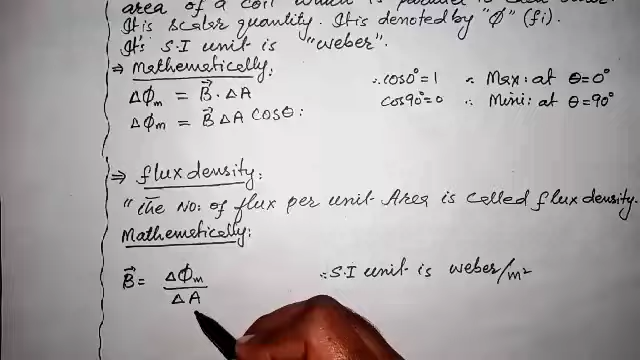 area of a coil which is parallel to each other.
It is scalar quantity. It is denoted by "Φ" (fi).
It's S.I unit is "weber".
⇒ Mathematically:
ΔΦm = B⃗ . ΔA ∴ cos0°=1 ∴ Max: at θ=0°
cos90°=0 ∴ Mini: at θ=90°
ΔΦm = B⃗ ΔA cosθ:
⇒ flux density:
"The No: of flux per unit Area is called flux density.
Mathematically:
B⃗ = ΔΦm / ΔA ∴ S.I unit is weber/m²